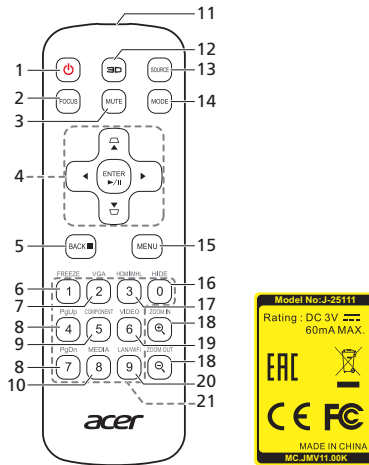 11
12
1
3D
SOURCE
13
2
FOCUS
MUTE
MODE
14
3
4
ENTER
5
BACK
MENU
15
FREEZE VGA HDMI/MHL HIDE
16
6
1 2 3 0
7
17
PgUp COMPONENT VIDEO ZOOM IN
8
4 5 6
18
9
19
PgDn MEDIA LAN/WiFi ZOOM OUT
8
7 8 9
18
10
20
21
acer
Model No:J-25111
Rating : DC 3V
60mA MAX.
EAC
CE FC
MADE IN CHINA
MC.JMV11.00K